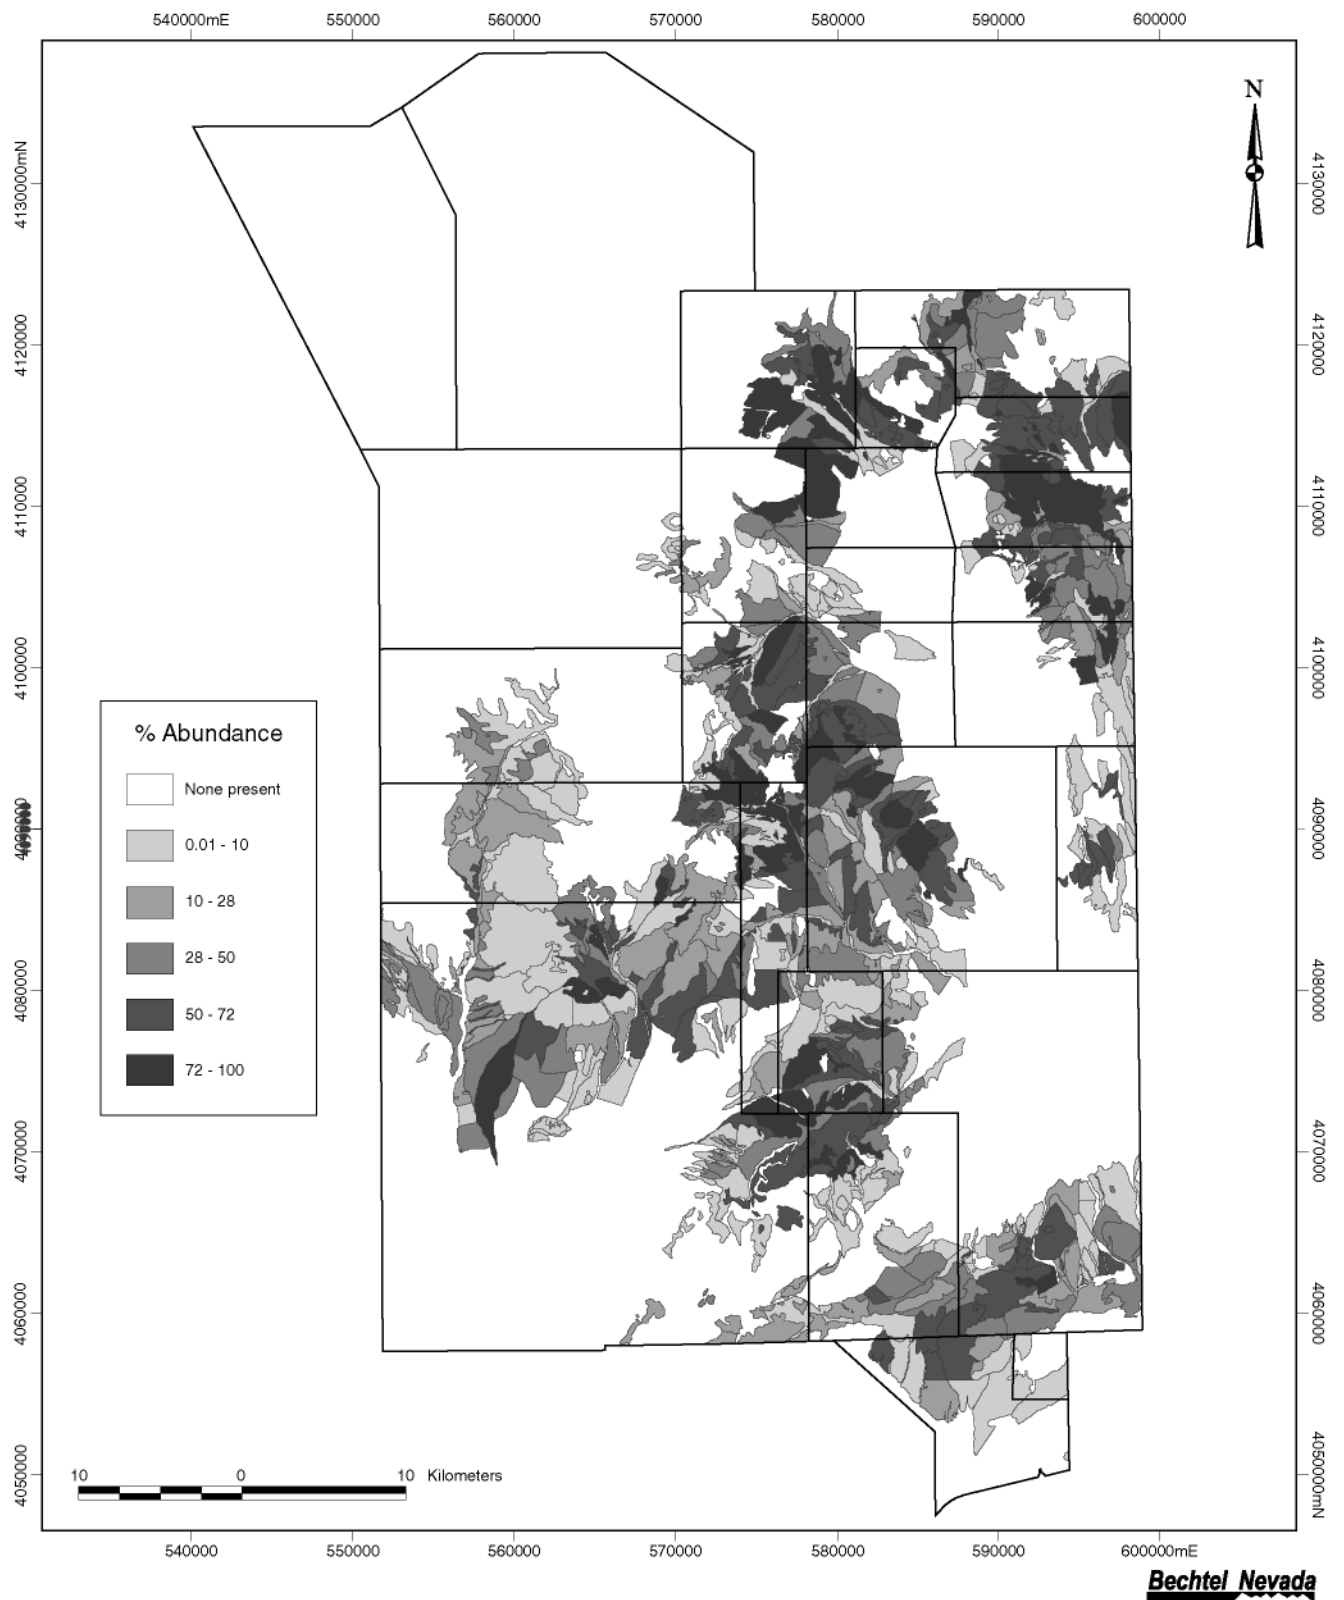 540000mE 550000 560000 570000 580000 590000 600000
N
4130000mN
4130000
4120000
4120000
4110000
4110000
4100000
4100000
% Abundance
None present
0.01 - 10
10 - 28
28 - 50
50 - 72
72 - 100
4090000
4080000
4080000
4070000
4070000
4060000
4060000
4050000
4050000mN
10 0 10 Kilometers
540000 550000 560000 570000 580000 590000 600000mE
Bechtel Nevada